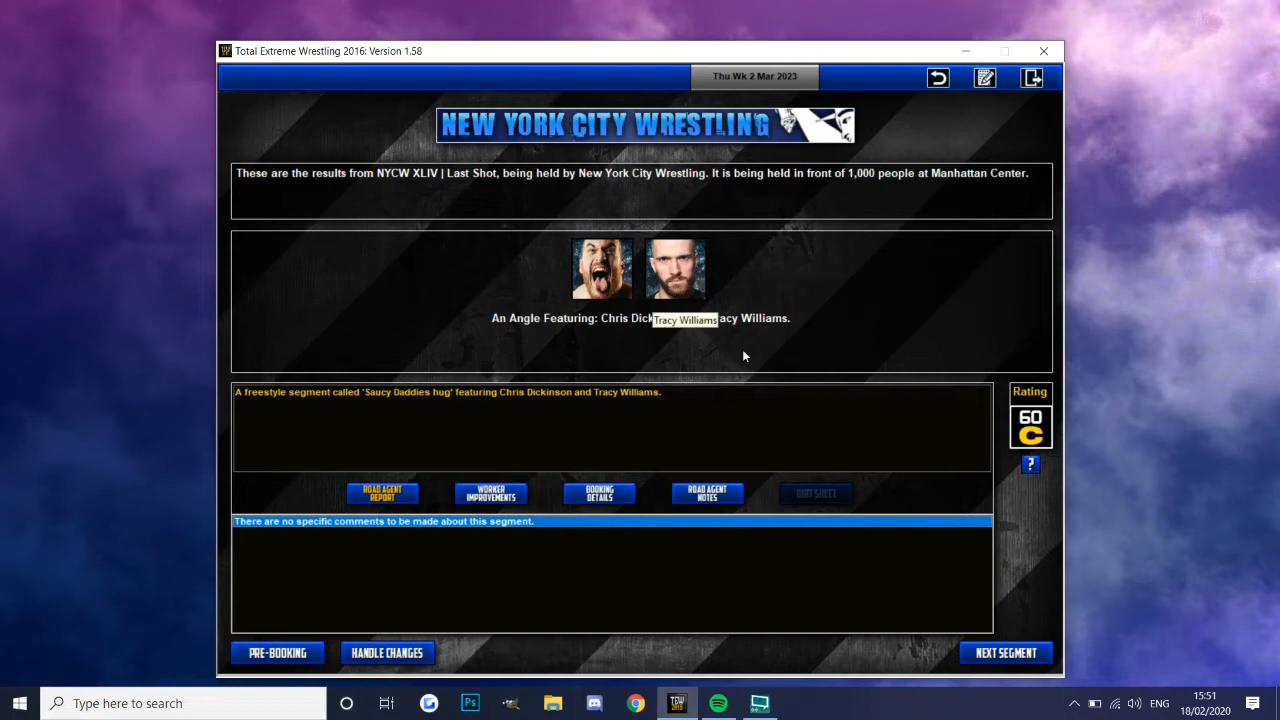 Total Extreme Wrestling 2016: Version 1.58
Thu Wk 2 Mar 2023
NEW YORK CITY WRESTLING
These are the results from NYCW XLIV | Last Shot, being held by New York City Wrestling. It is being held in front of 1,000 people at Manhattan Center.
An Angle Featuring: Chris Dick acy Williams.
Tracy Williams
A freestyle segment called 'Saucy Daddies hug' featuring Chris Dickinson and Tracy Williams.
Rating
60
C
?
ROAD AGENT REPORT
WORKER IMPROVEMENTS
BOOKING DETAILS
ROAD AGENT NOTES
DIRT SHEET
There are no specific comments to be made about this segment.
PRE-BOOKING
HANDLE CHANGES
NEXT SEGMENT
Type here to search
Ps
TEW 2016
ENG
15:51
18/02/2020